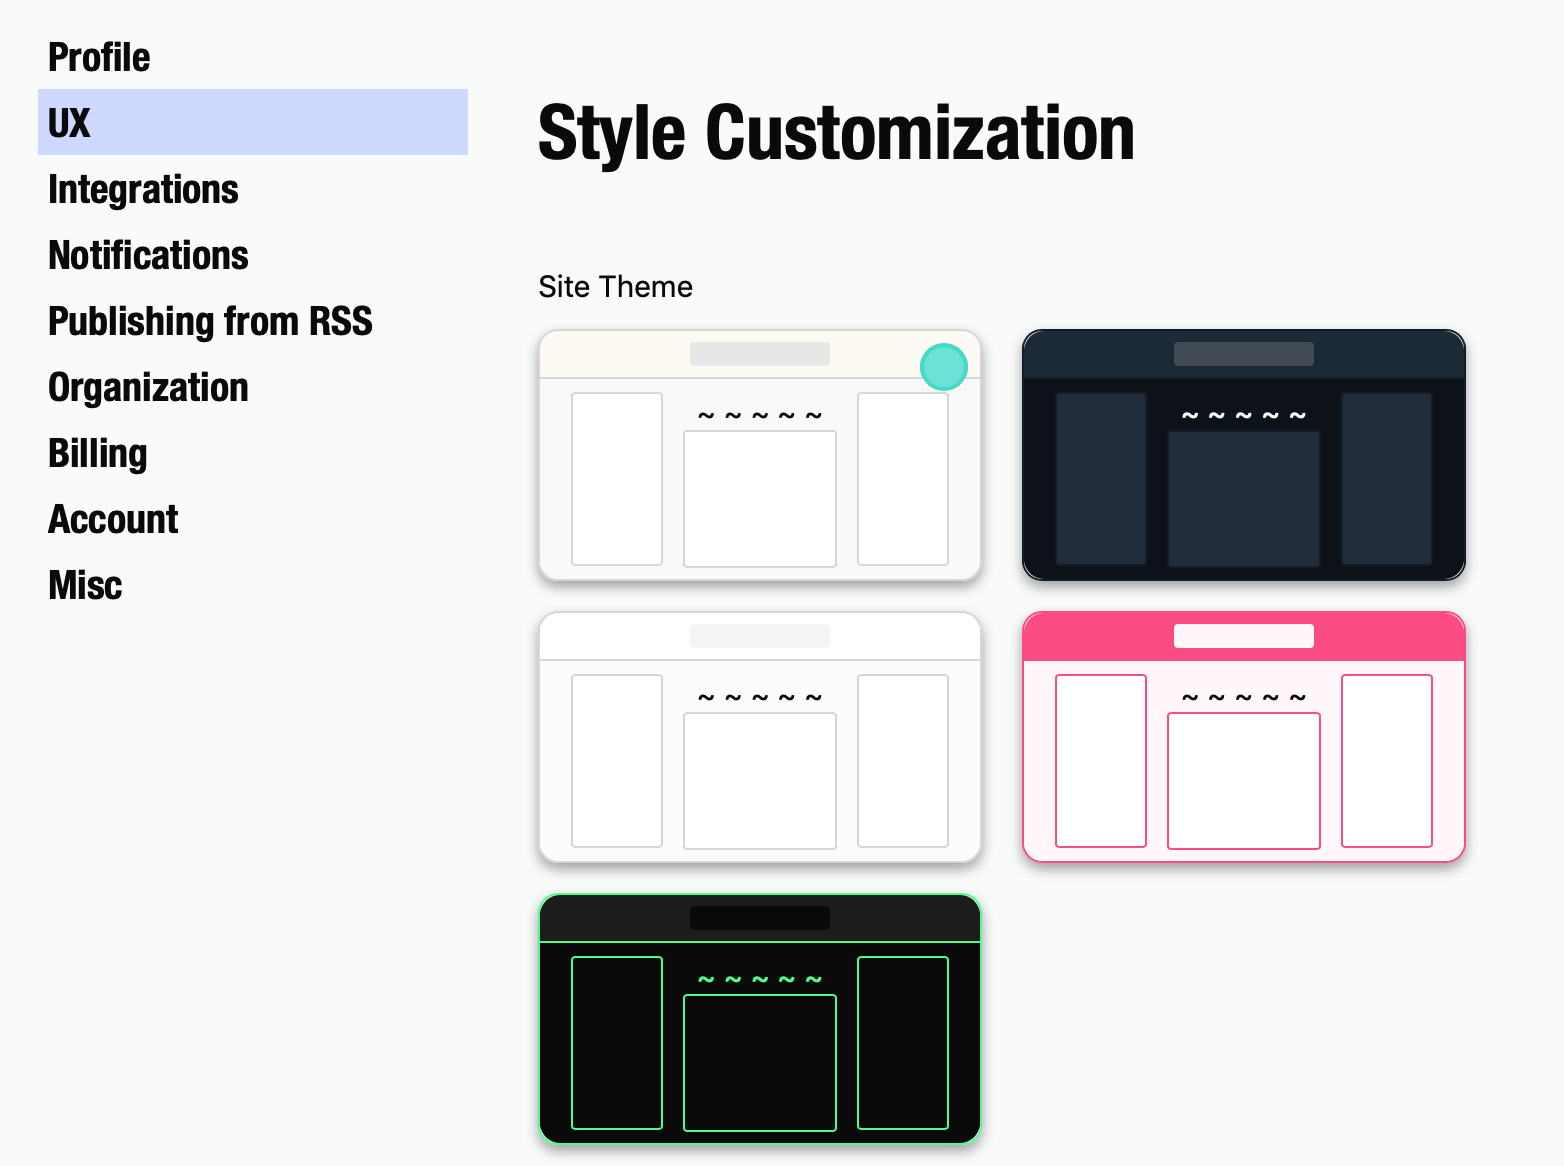 Profile
UX
Integrations
Notifications
Publishing from RSS
Organization
Billing
Account
Misc
Style Customization
Site Theme
~ ~ ~ ~ ~
~ ~ ~ ~ ~
~ ~ ~ ~ ~
~ ~ ~ ~ ~
~ ~ ~ ~ ~